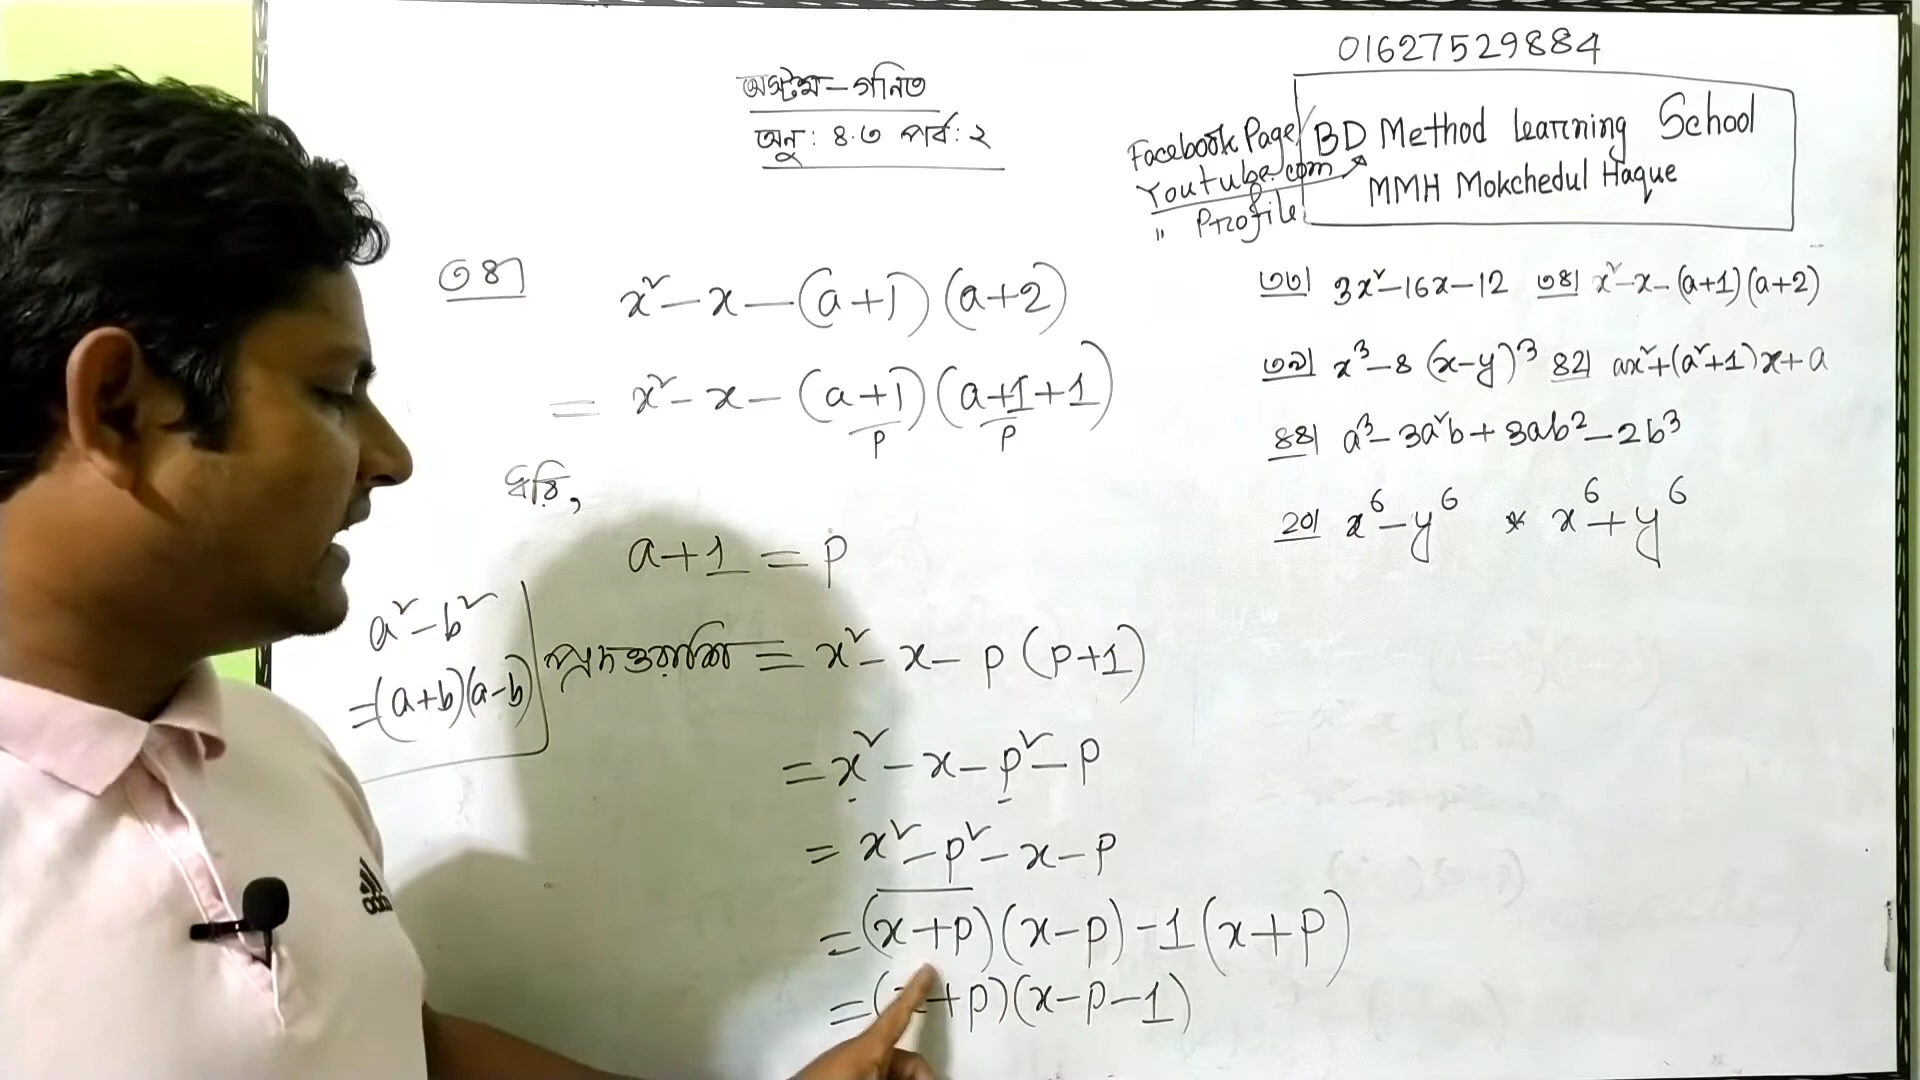 01627529884
অষ্টম-গনিত
অনু: ৪.৩ পর্ব: ২
Facebook Page/
Youtube.com
" Profile
BD Method Learning School
MMH Mokchedul Haque
৩৪। x² - x - (a+1)(a+2)
= x² - x - (a+1)(a+1+1)
p p
ধরি,
a+1 = p
a² - b²
= (a+b)(a-b)
প্রদত্তরাশি = x² - x - p(p+1)
= x² - x - p² - p
= x² - p² - x - p
= (x+p)(x-p) - 1(x+p)
= (x+p)(x-p-1)
৩৩। 3x² - 16x - 12 ৩৪। x² - x - (a+1)(a+2)
৩৯। x³ - 8(x-y)³ ৪২। ax² + (a²+1)x + a
৪৪। a³ - 3a²b + 3ab² - 2b³
২০। x⁶ - y⁶ * x⁶ + y⁶